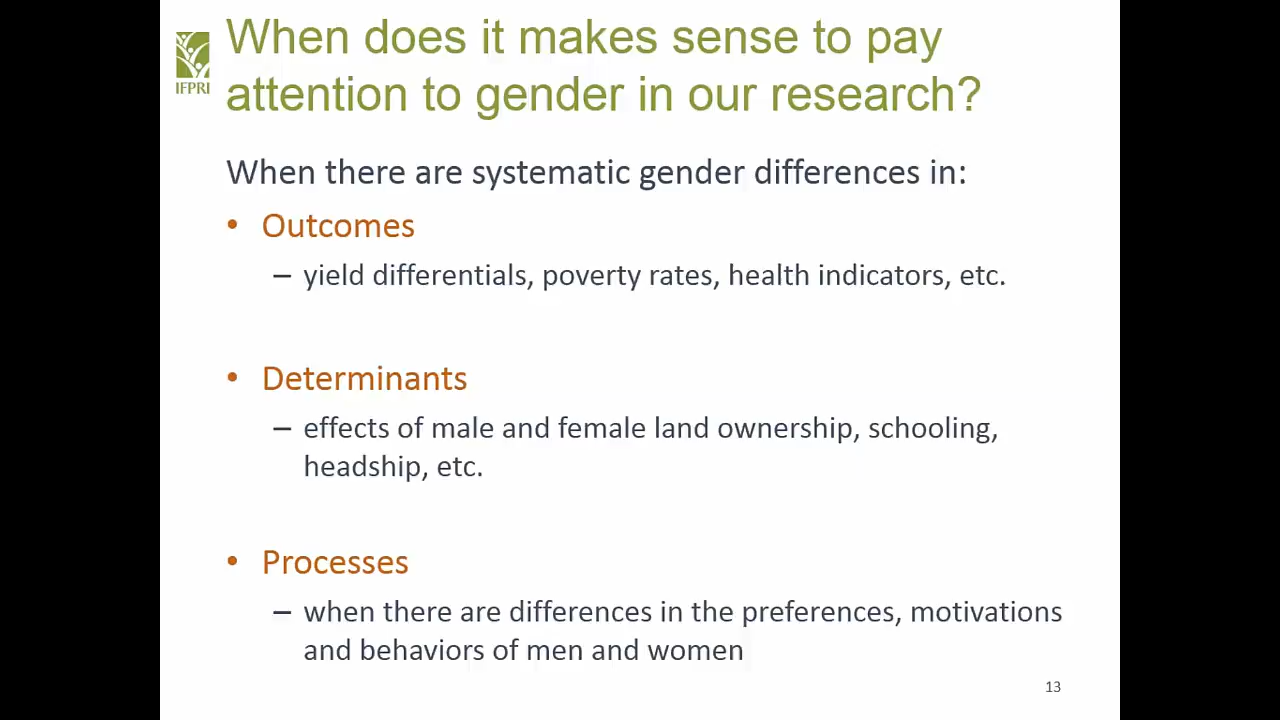 When does it makes sense to pay
attention to gender in our research?
IFPRI
When there are systematic gender differences in:
• Outcomes
– yield differentials, poverty rates, health indicators, etc.
• Determinants
– effects of male and female land ownership, schooling,
headship, etc.
• Processes
– when there are differences in the preferences, motivations
and behaviors of men and women
13